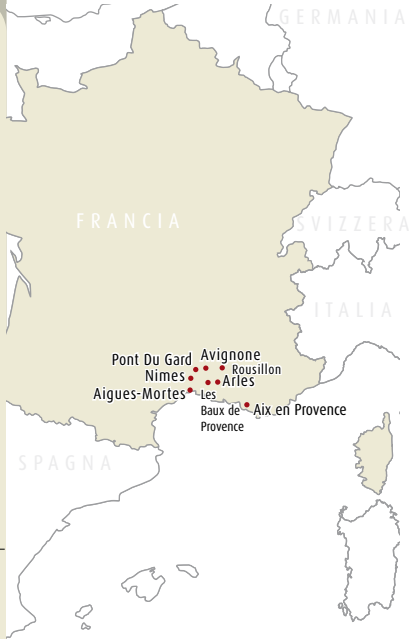 GERMANIA
FRANCIA
SVIZZERA
ITALIA
Pont Du Gard
Avignone
Nimes
Rousillon
Arles
Aigues-Mortes
Les
Baux de
Provence
Aix en Provence
SPAGNA